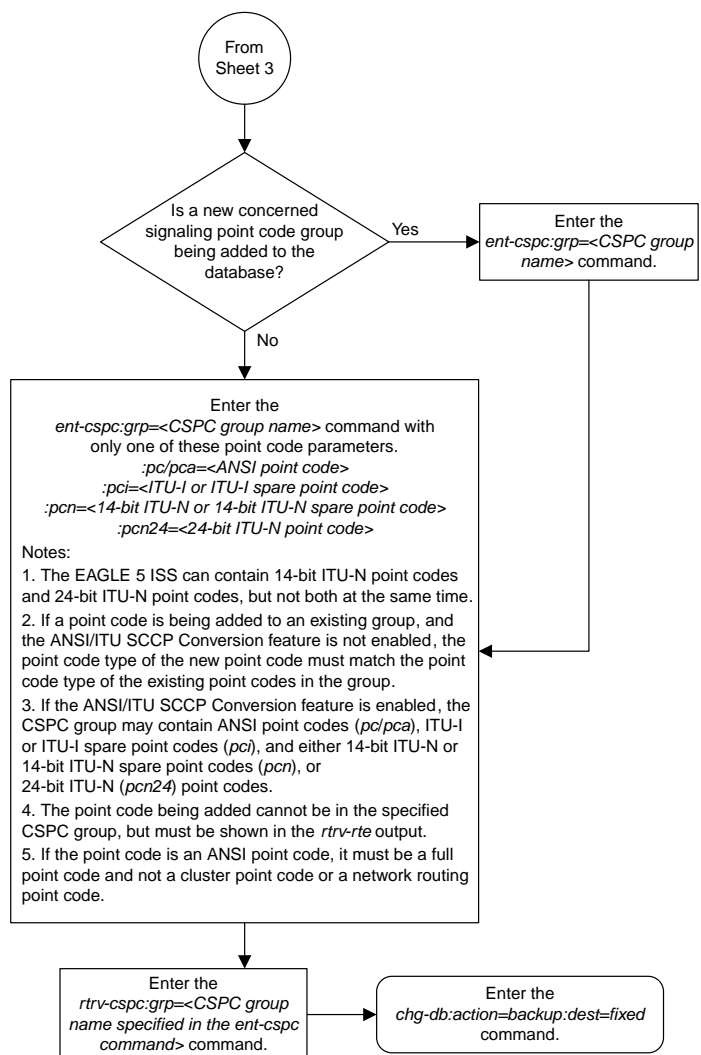 From
Sheet 3
Is a new concerned
signaling point code group
being added to the
database?
Yes
Enter the
ent-cspc:grp=<CSPC group
name> command.
No
Enter the
ent-cspc:grp=<CSPC group name> command with
only one of these point code parameters.
:pc/pca=<ANSI point code>
:pci=<ITU-I or ITU-I spare point code>
:pcn=<14-bit ITU-N or 14-bit ITU-N spare point code>
:pcn24=<24-bit ITU-N point code>
Notes:
1. The EAGLE 5 ISS can contain 14-bit ITU-N point codes
and 24-bit ITU-N point codes, but not both at the same time.
2. If a point code is being added to an existing group, and
the ANSI/ITU SCCP Conversion feature is not enabled, the
point code type of the new point code must match the point
code type of the existing point codes in the group.
3. If the ANSI/ITU SCCP Conversion feature is enabled, the
CSPC group may contain ANSI point codes (pc/pca), ITU-I
or ITU-I spare point codes (pci), and either 14-bit ITU-N or
14-bit ITU-N spare point codes (pcn), or
24-bit ITU-N (pcn24) point codes.
4. The point code being added cannot be in the specified
CSPC group, but must be shown in the rtrv-rte output.
5. If the point code is an ANSI point code, it must be a full
point code and not a cluster point code or a network routing
point code.
Enter the
rtrv-cspc:grp=<CSPC group
name specified in the ent-cspc
command> command.
Enter the
chg-db:action=backup:dest=fixed
command.